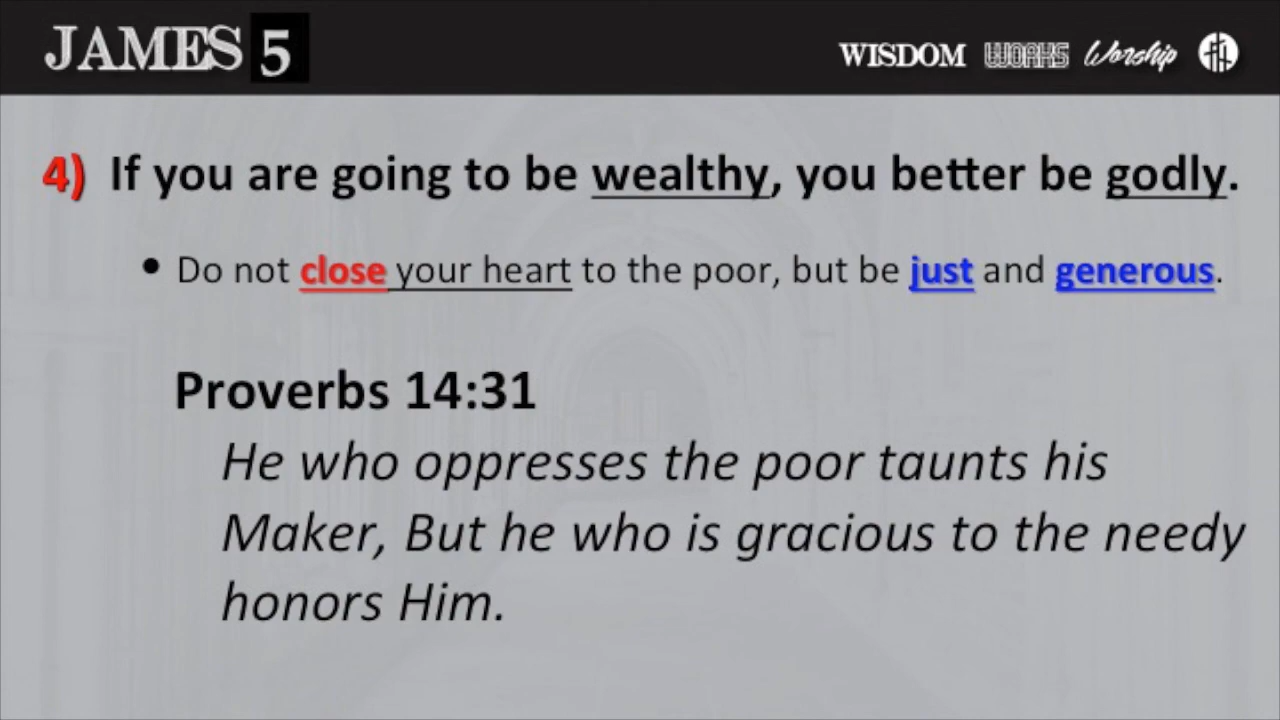 JAMES 5
WISDOM WORKS Worship
4) If you are going to be wealthy, you better be godly.
• Do not close your heart to the poor, but be just and generous.
Proverbs 14:31
He who oppresses the poor taunts his
Maker, But he who is gracious to the needy
honors Him.